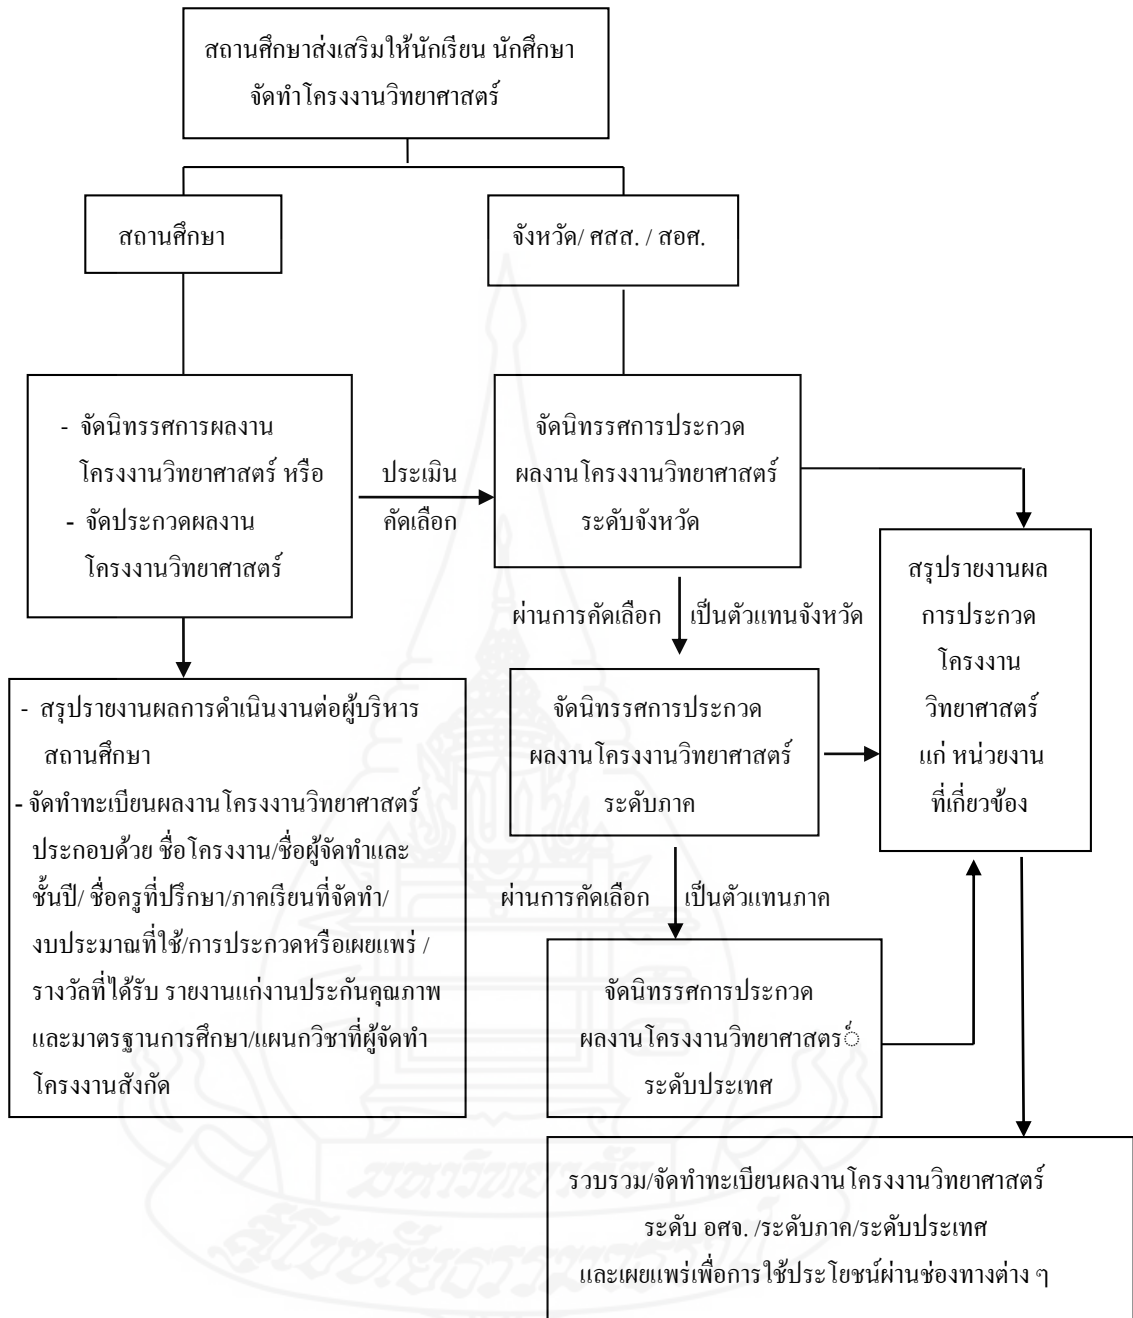 สถานศึกษาส่งเสริมให้นักเรียน นักศึกษา
จัดทำโครงงานวิทยาศาสตร์
สถานศึกษา
จังหวัด/ ศสส. / สอศ.
- จัดนิทรรศการผลงาน
โครงงานวิทยาศาสตร์ หรือ
- จัดประกวดผลงาน
โครงงานวิทยาศาสตร์
ประเมิน
คัดเลือก
จัดนิทรรศการประกวด
ผลงานโครงงานวิทยาศาสตร์
ระดับจังหวัด
สรุปรายงานผล
การประกวด
โครงงาน
วิทยาศาสตร์
แก่ หน่วยงาน
ที่เกี่ยวข้อง
ผ่านการคัดเลือก เป็นตัวแทนจังหวัด
- สรุปรายงานผลการดำเนินงานต่อผู้บริหาร
สถานศึกษา
- จัดทำทะเบียนผลงานโครงงานวิทยาศาสตร์
ประกอบด้วย ชื่อโครงงาน/ชื่อผู้จัดทำและ
ชั้นปี/ ชื่อครูที่ปรึกษา/ภาคเรียนที่จัดทำ/
งบประมาณที่ใช้/การประกวดหรือเผยแพร่ /
รางวัลที่ได้รับ รายงานแก่งานประกันคุณภาพ
และมาตรฐานการศึกษา/แผนกวิชาที่ผู้จัดทำ
โครงงานสังกัด
จัดนิทรรศการประกวด
ผลงานโครงงานวิทยาศาสตร์
ระดับภาค
ผ่านการคัดเลือก เป็นตัวแทนภาค
จัดนิทรรศการประกวด
ผลงานโครงงานวิทยาศาสตร์
ระดับประเทศ
รวบรวม/จัดทำทะเบียนผลงานโครงงานวิทยาศาสตร์
ระดับ อศจ. /ระดับภาค/ระดับประเทศ
และเผยแพร่เพื่อการใช้ประโยชน์ผ่านช่องทางต่าง ๆ
มหาวิทยาลัย
สุโขทัยธรรมาธิราช